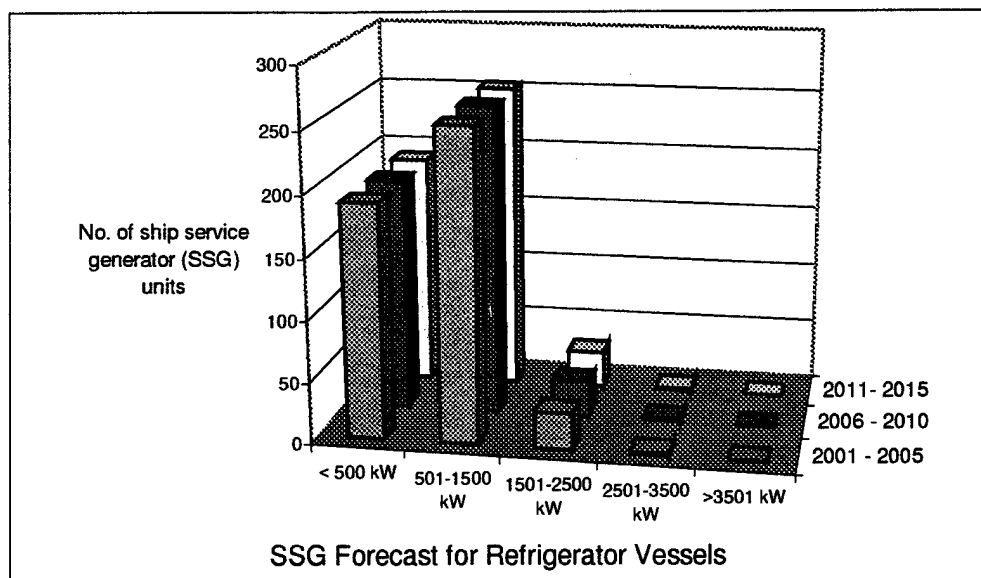 300
250
200
150
100
50
0
No. of ship service
generator (SSG)
units
< 500 kW
501-1500
kW
1501-2500
kW
2501-3500
kW
>3501 kW
2011- 2015
2006 - 2010
2001 - 2005
SSG Forecast for Refrigerator Vessels